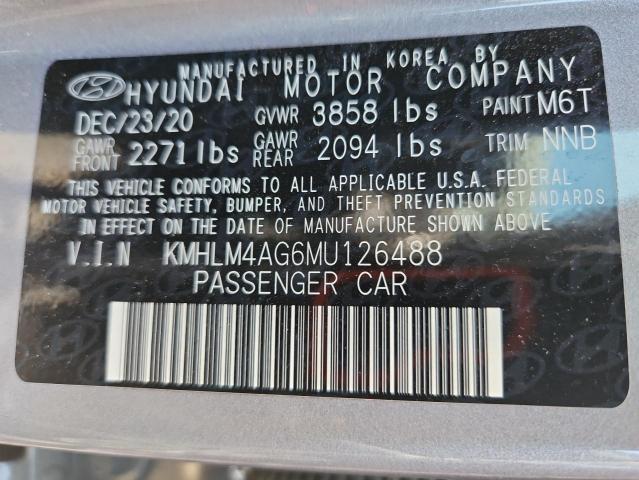 MANUFACTURED IN KOREA BY
HYUNDAI MOTOR COMPANY
DEC/23/20 GVWR 3858 lbs PAINT M6T
GAWR FRONT 2271 lbs GAWR REAR 2094 lbs TRIM NNB
THIS VEHICLE CONFORMS TO ALL APPLICABLE U.S.A. FEDERAL
MOTOR VEHICLE SAFETY, BUMPER, AND THEFT PREVENTION STANDARDS
IN EFFECT ON THE DATE OF MANUFACTURE SHOWN ABOVE
V.I.N KMHLM4AG6MU126488
PASSENGER CAR